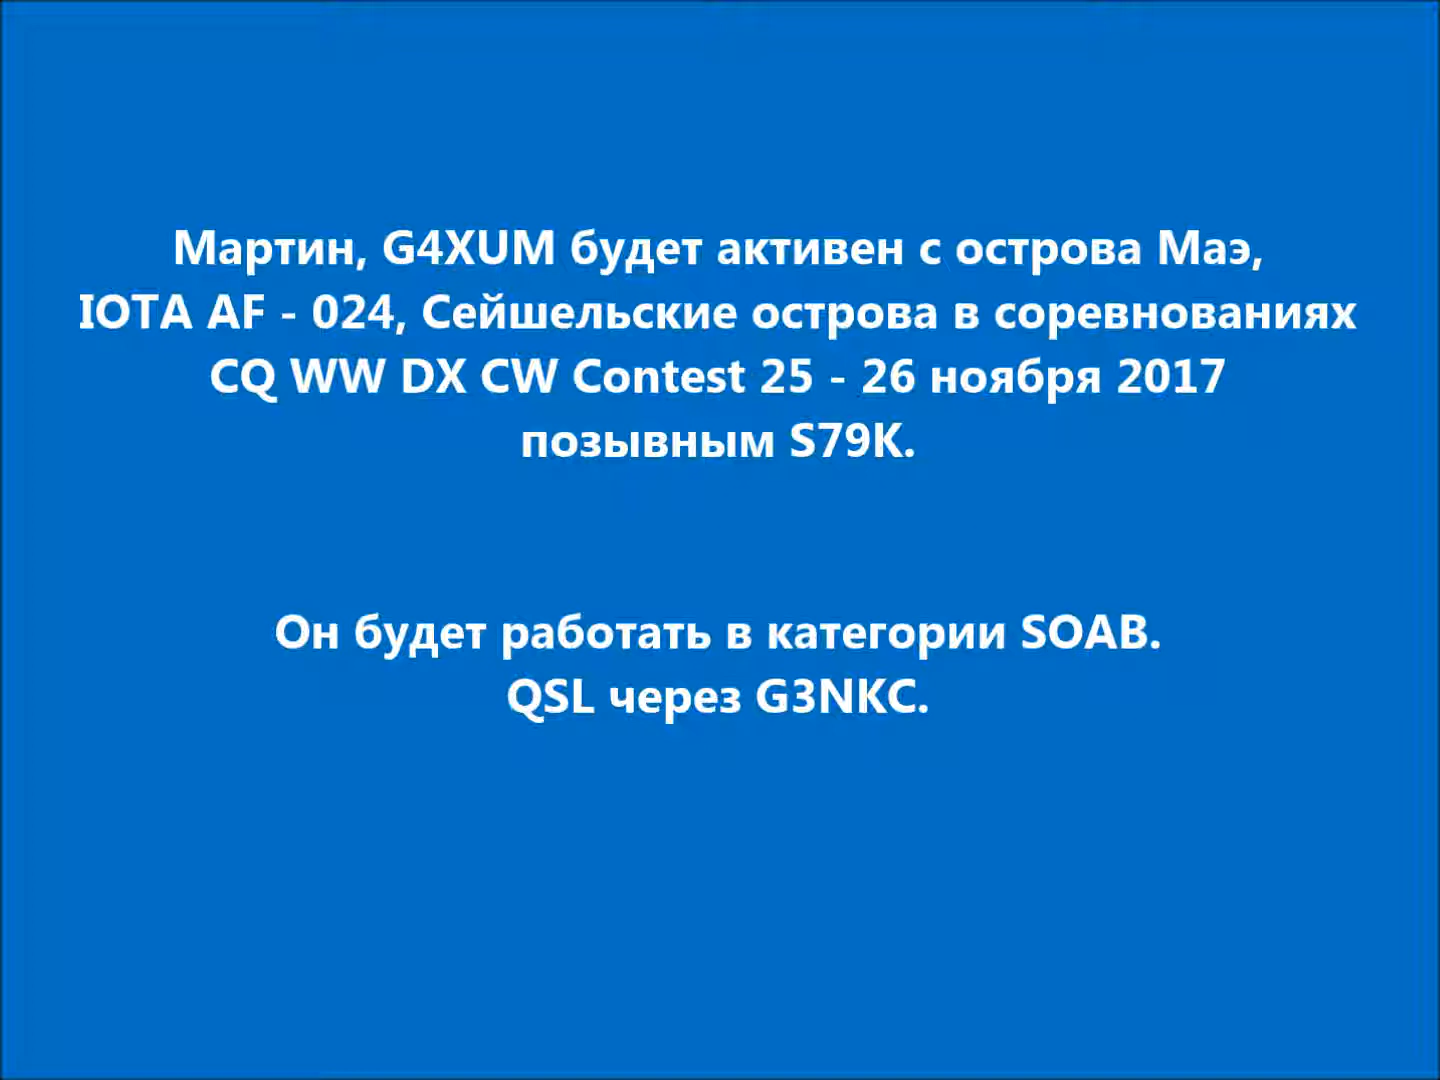 Мартин, G4XUM будет активен с острова Маэ,
IOTA AF - 024, Сейшельские острова в соревнованиях
CQ WW DX CW Contest 25 - 26 ноября 2017
позывным S79K.
Он будет работать в категории SOAB.
QSL через G3NKC.